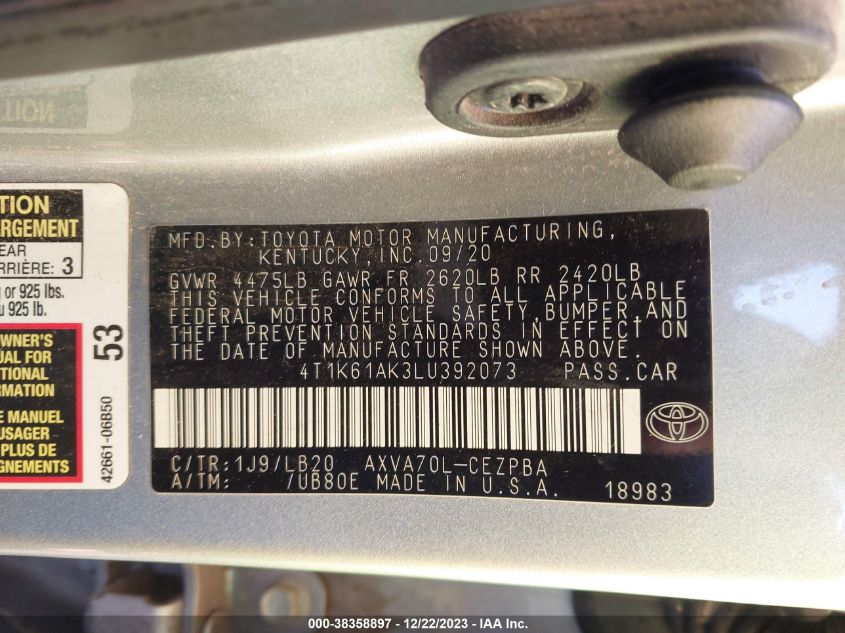 TION
ARGEMENT
EAR
ARRIÈRE: 3
g or 925 lbs.
u 925 lb.
OWNER'S
UAL FOR
TIONAL
RMATION
E MANUEL
USAGER
PLUS DE
GNEMENTS
53
42661-06B50
MFD.BY:TOYOTA MOTOR MANUFACTURING,
KENTUCKY,INC.09/20
GVWR 4475LB GAWR FR 2620LB RR 2420LB
THIS VEHICLE CONFORMS TO ALL APPLICABLE
FEDERAL MOTOR VEHICLE SAFETY,BUMPER,AND
THEFT PREVENTION STANDARDS IN EFFECT ON
THE DATE OF MANUFACTURE SHOWN ABOVE.
4T1K61AK3LU392073 PASS.CAR
C/TR:1J9/LB20 AXVA70L-CEZPBA
A/TM: /UB80E MADE IN U.S.A. 18983
000-38358897 - 12/22/2023 - IAA Inc.